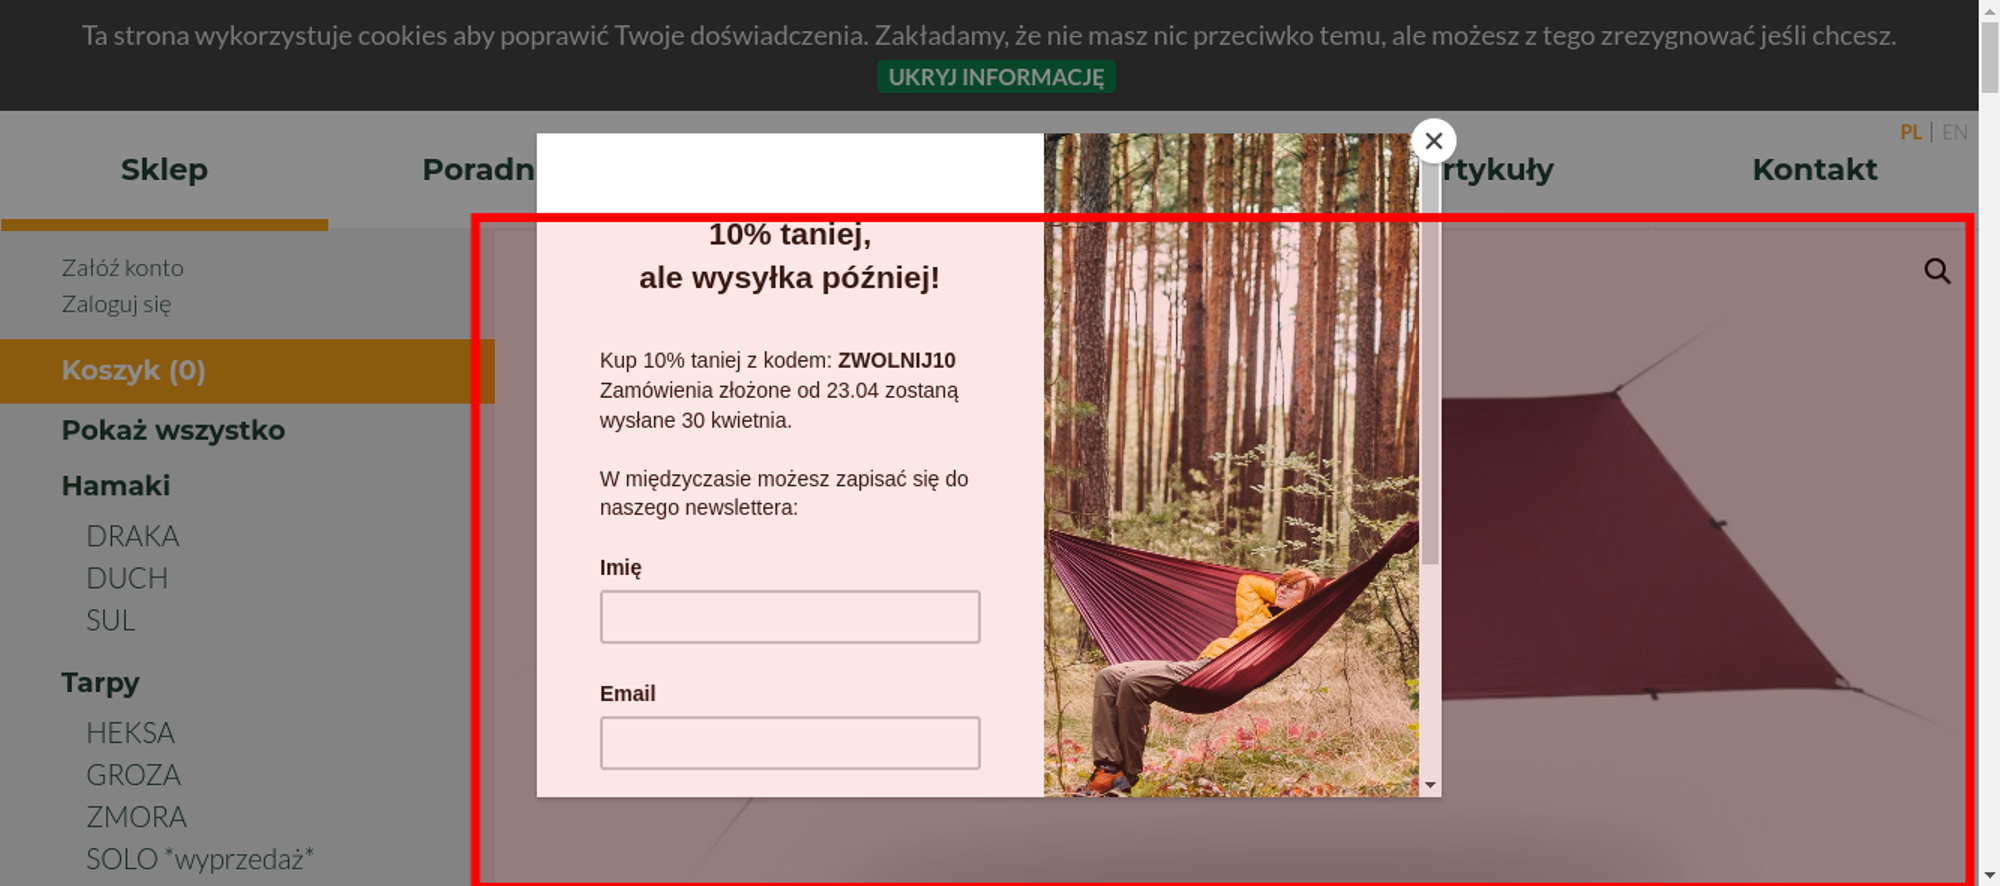 Ta strona wykorzystuje cookies aby poprawić Twoje doświadczenia. Zakładamy, że nie masz nic przeciwko temu, ale możesz z tego zrezygnować jeśli chcesz.
UKRYJ INFORMACJĘ
PL | EN
Sklep
Poradn
rtykuły
Kontakt
Załóż konto
Zaloguj się
Koszyk (0)
Pokaż wszystko
Hamaki
DRAKA
DUCH
SUL
Tarpy
HEKSA
GROZA
ZMORA
SOLO *wyprzedaż*
10% taniej,
ale wysyłka później!
Kup 10% taniej z kodem: ZWOLNIJ10
Zamówienia złożone od 23.04 zostaną
wysłane 30 kwietnia.
W międzyczasie możesz zapisać się do
naszego newslettera:
Imię
Email